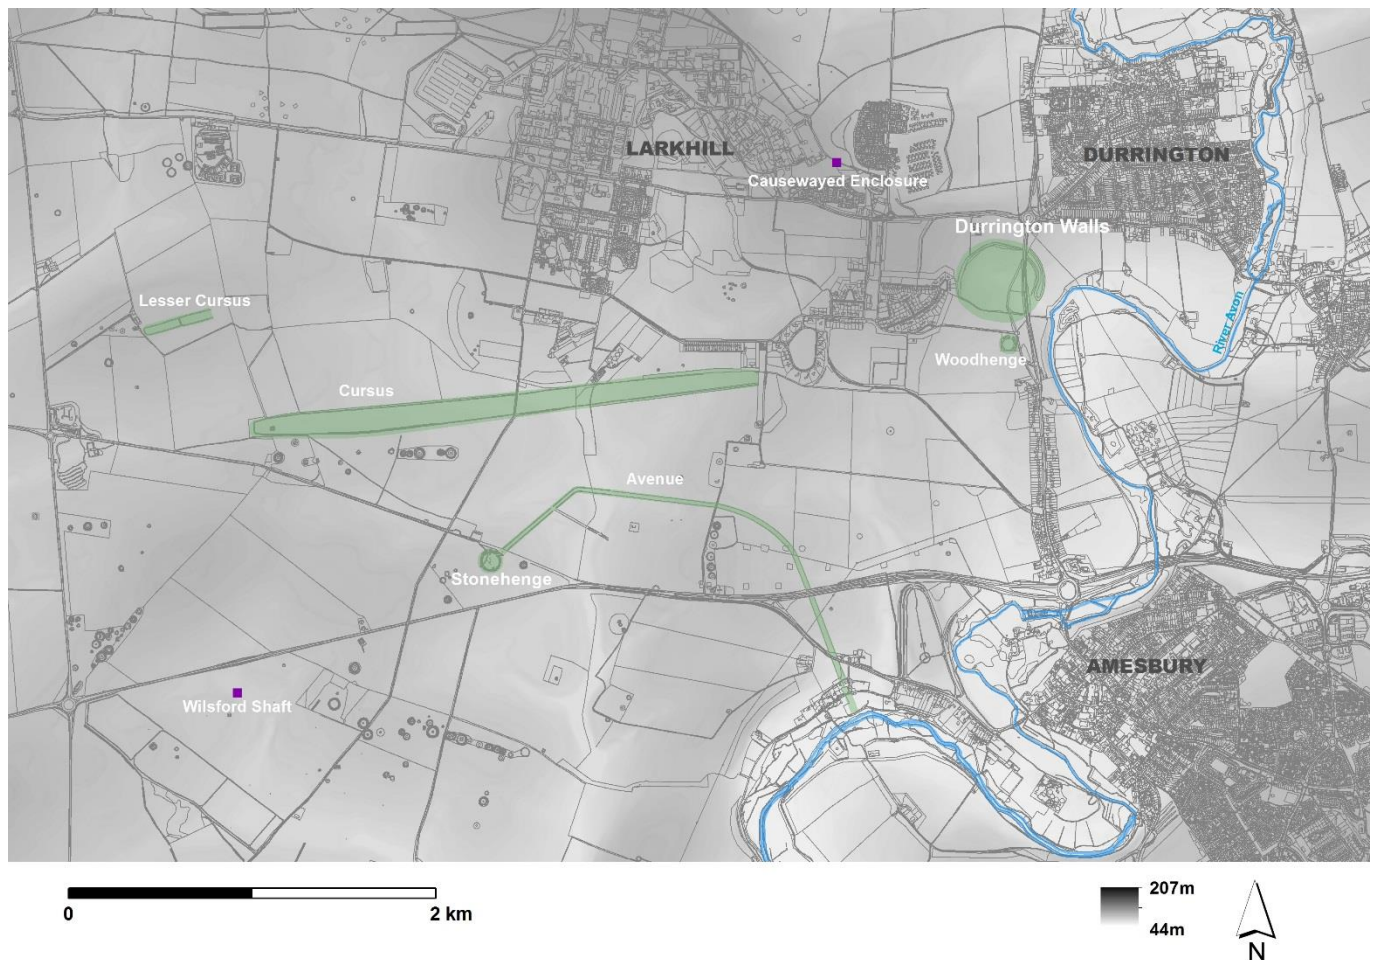 LARKHILL
DURRINGTON
Causewayed Enclosure
Durrington Walls
Lesser Cursus
River Avon
Woodhenge
Cursus
Avenue
Stonehenge
AMESBURY
Wilsford Shaft
0
2 km
207m
44m
N